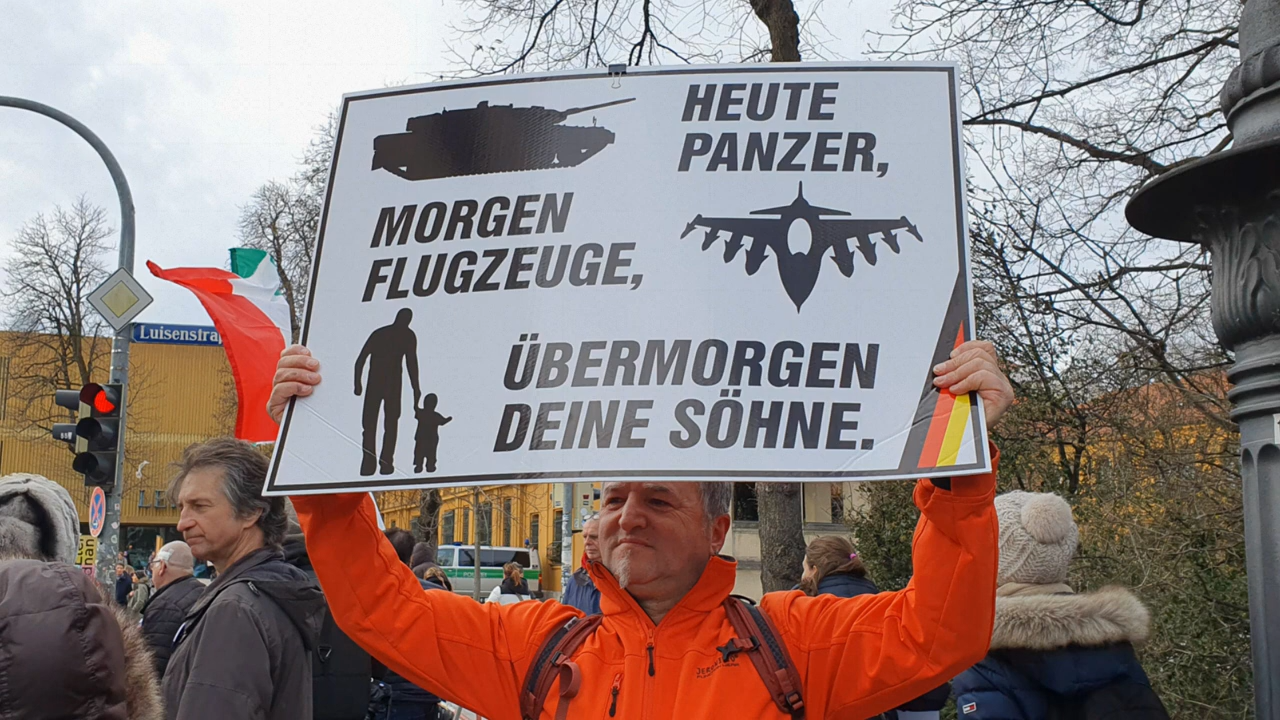 HEUTE
PANZER,
MORGEN
FLUGZEUGE,
ÜBERMORGEN
DEINE SÖHNE.
Luisenstra